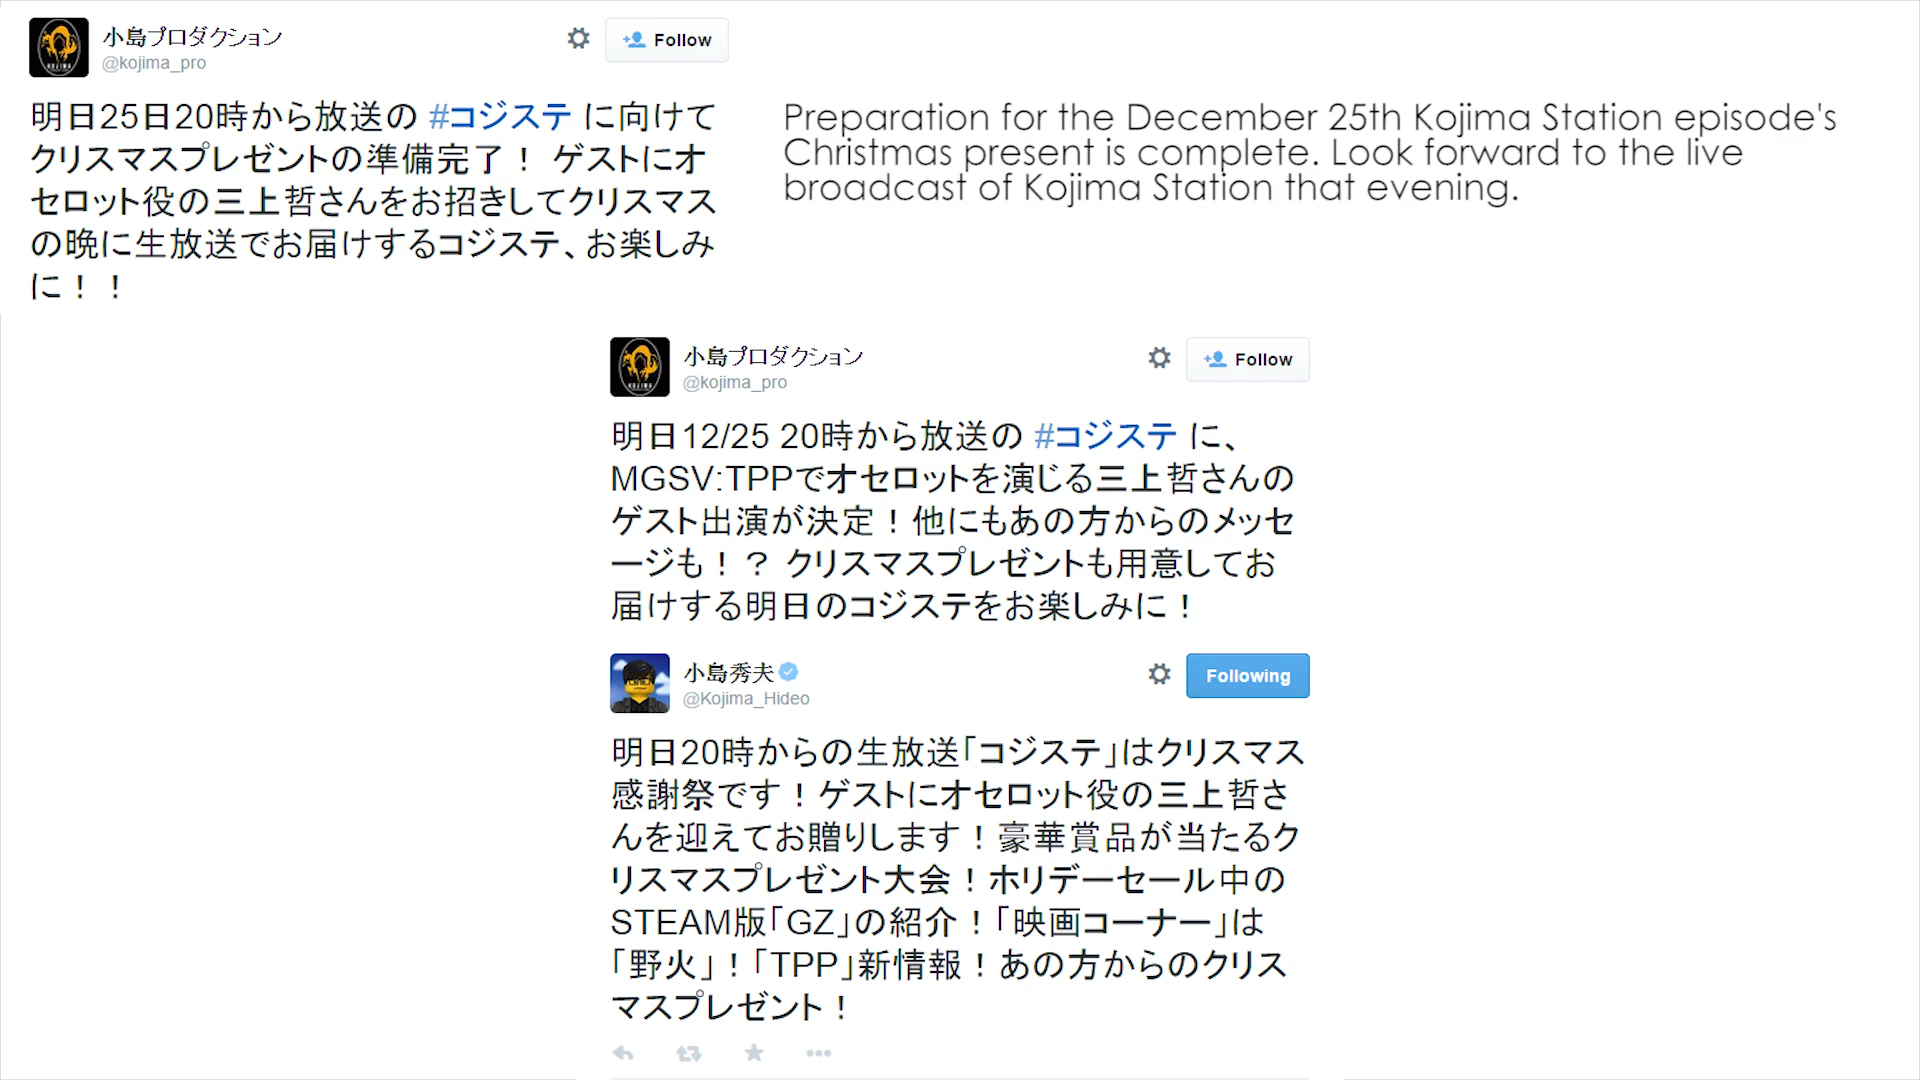 小島プロダクション
@kojima_pro
Follow
明日25日20時から放送の #コジステ に向けて
クリスマスプレゼントの準備完了！ ゲストにオ
セロット役の三上哲さんをお招きしてクリスマス
の晩に生放送でお届けするコジステ、お楽しみ
に！！
Preparation for the December 25th Kojima Station episode's
Christmas present is complete. Look forward to the live
broadcast of Kojima Station that evening.
小島プロダクション
@kojima_pro
Follow
明日12/25 20時から放送の #コジステ に、
MGSV:TPPでオセロットを演じる三上哲さんの
ゲスト出演が決定！他にもあの方からのメッセ
ージも！？ クリスマスプレゼントも用意してお
届けする明日のコジステをお楽しみに！
小島秀夫
@Kojima_Hideo
Following
明日20時からの生放送「コジステ」はクリスマス
感謝祭です！ゲストにオセロット役の三上哲さ
んを迎えてお贈りします！豪華賞品が当たるク
リスマスプレゼント大会！ホリデーセール中の
STEAM版「GZ」の紹介！「映画コーナー」は
「野火」！「TPP」新情報！あの方からのクリス
マスプレゼント！